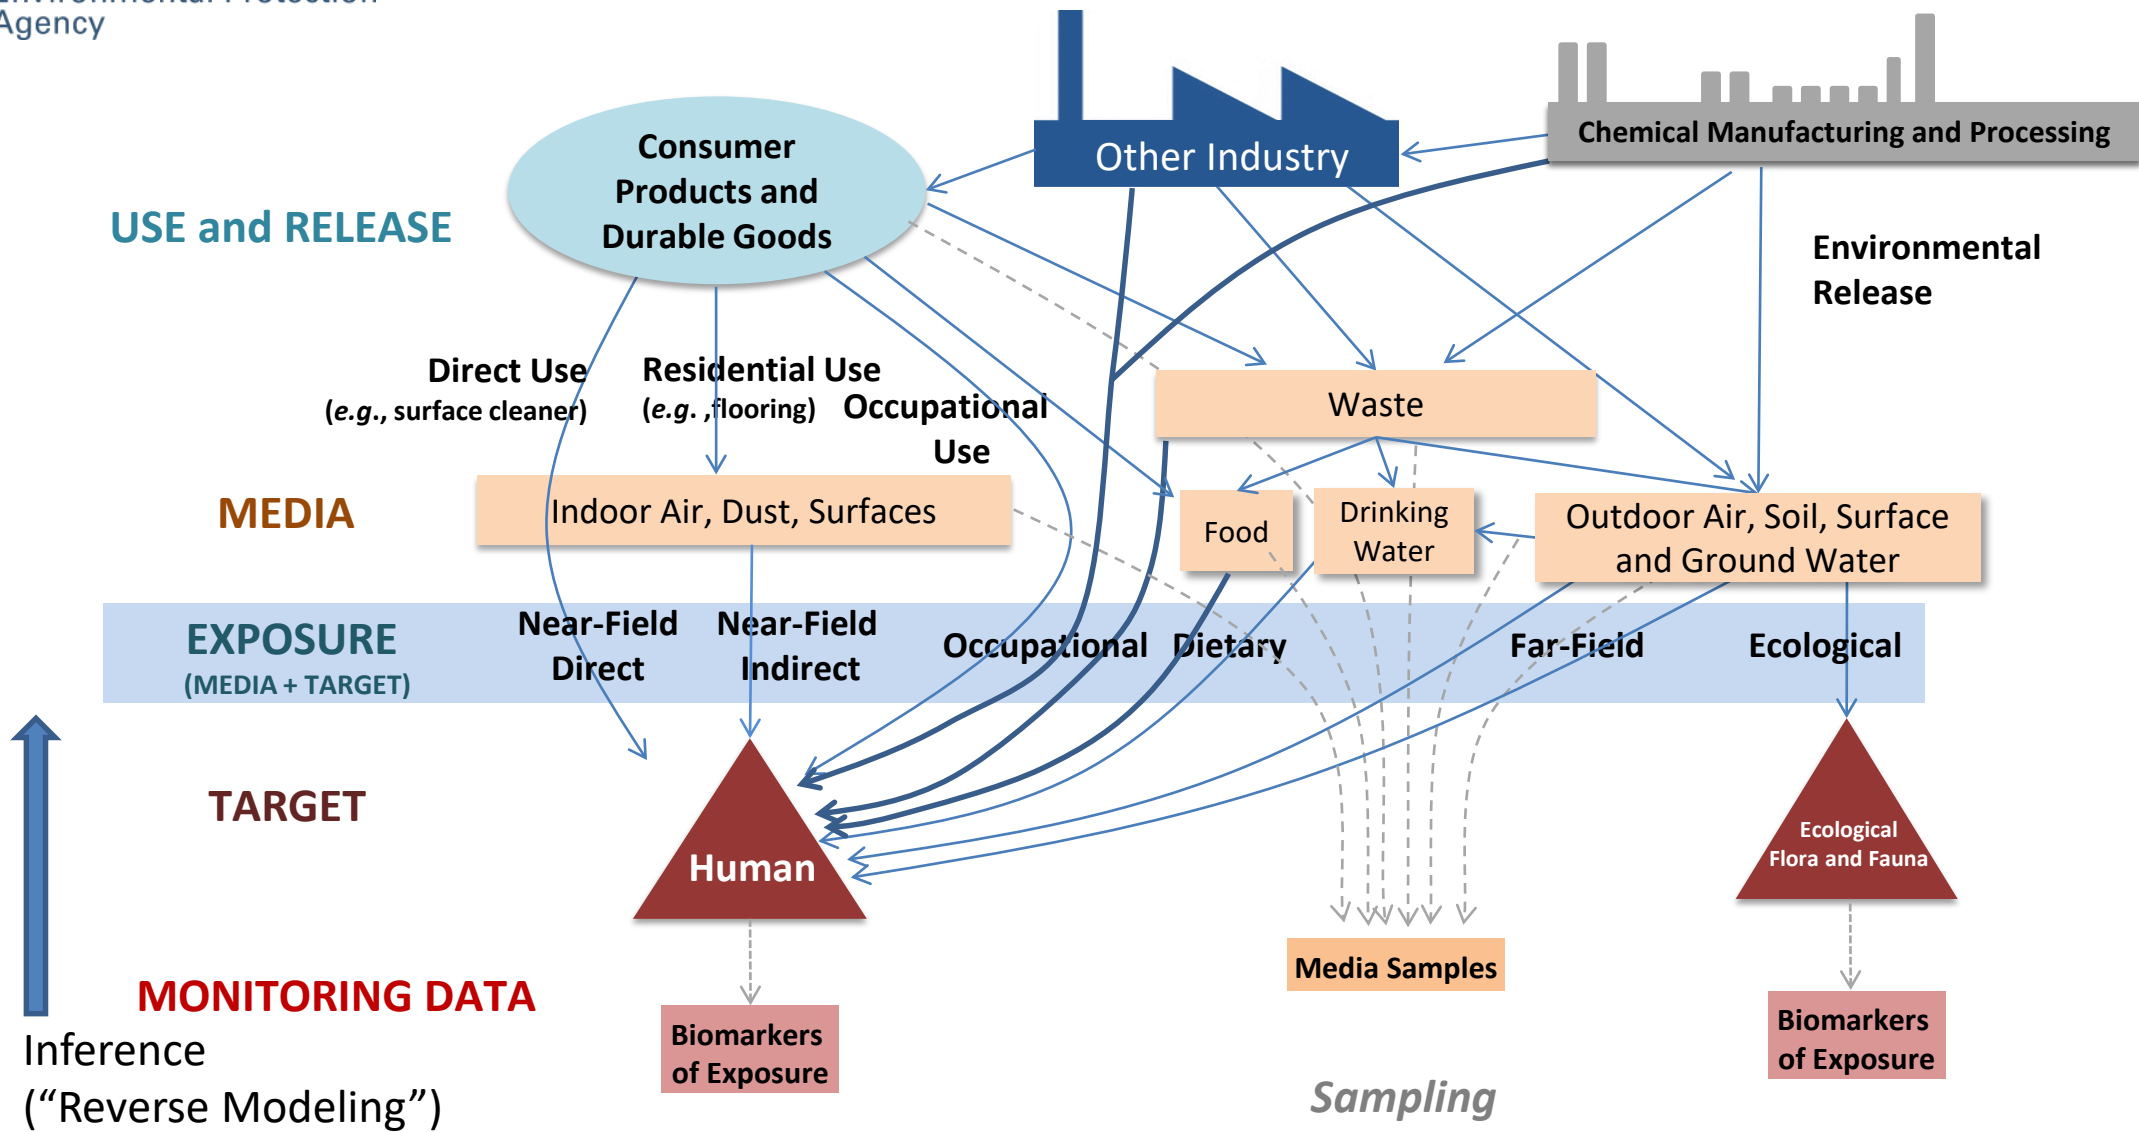 Environmental Protection
Agency
Consumer
Products and
Durable Goods
Other Industry
Chemical Manufacturing and Processing
USE and RELEASE
Environmental
Release
Direct Use
(e.g., surface cleaner)
Residential Use
(e.g. ,flooring)
Occupational
Use
Waste
MEDIA
Indoor Air, Dust, Surfaces
Food
Drinking
Water
Outdoor Air, Soil, Surface
and Ground Water
EXPOSURE
(MEDIA + TARGET)
Near-Field
Direct
Near-Field
Indirect
Occupational
Dietary
Far-Field
Ecological
TARGET
Human
Ecological
Flora and Fauna
MONITORING DATA
Media Samples
Biomarkers
of Exposure
Biomarkers
of Exposure
Inference
(“Reverse Modeling”)
Sampling